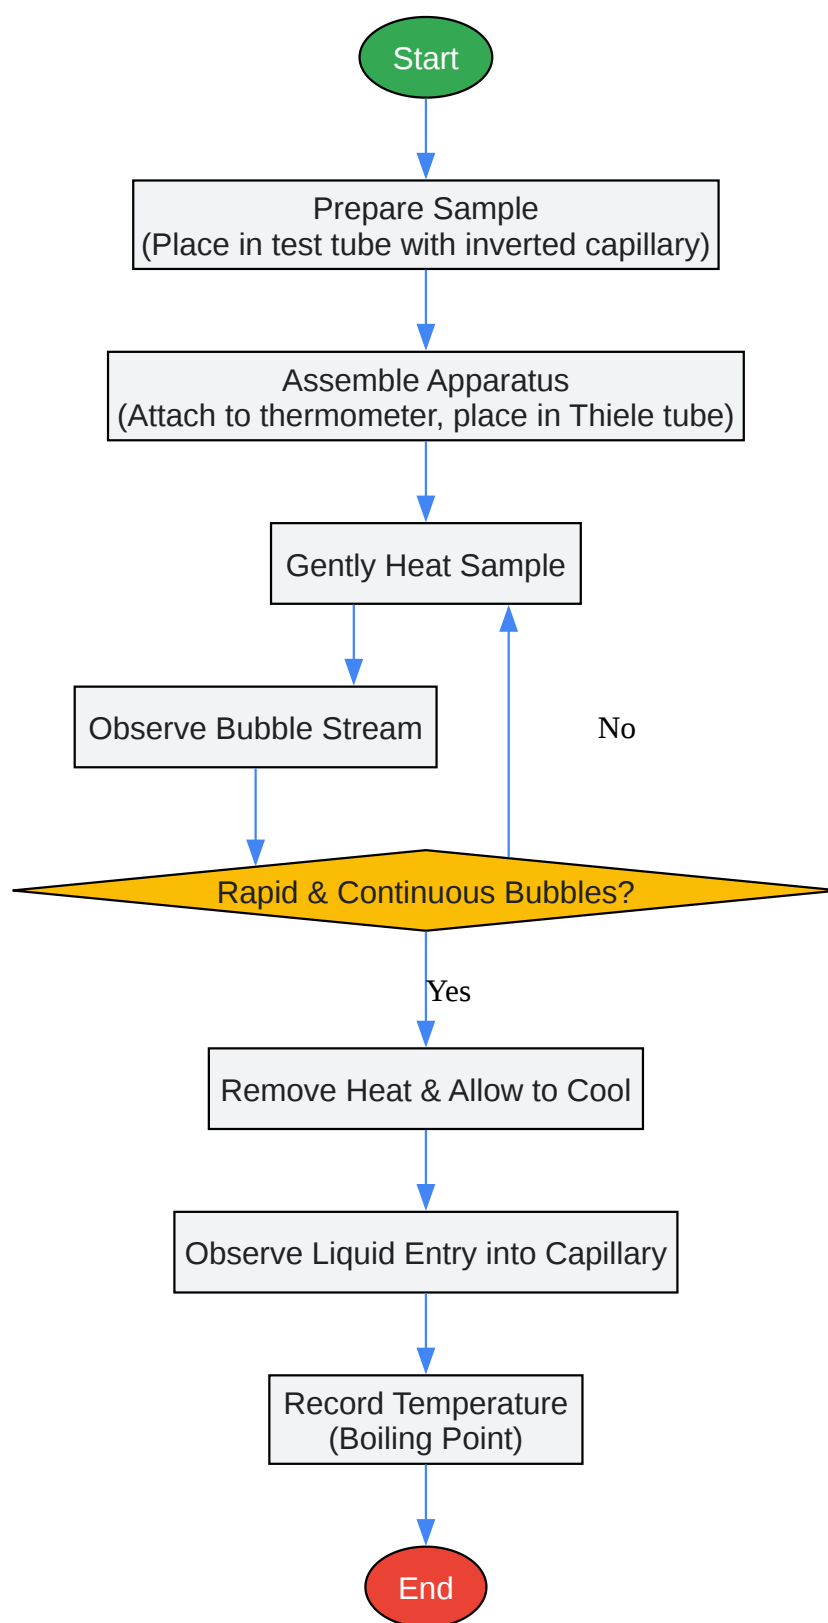 Start
Prepare Sample
(Place in test tube with inverted capillary)
Assemble Apparatus
(Attach to thermometer, place in Thiele tube)
Gently Heat Sample
Observe Bubble Stream
No
Rapid & Continuous Bubbles?
Yes
Remove Heat & Allow to Cool
Observe Liquid Entry into Capillary
Record Temperature
(Boiling Point)
End